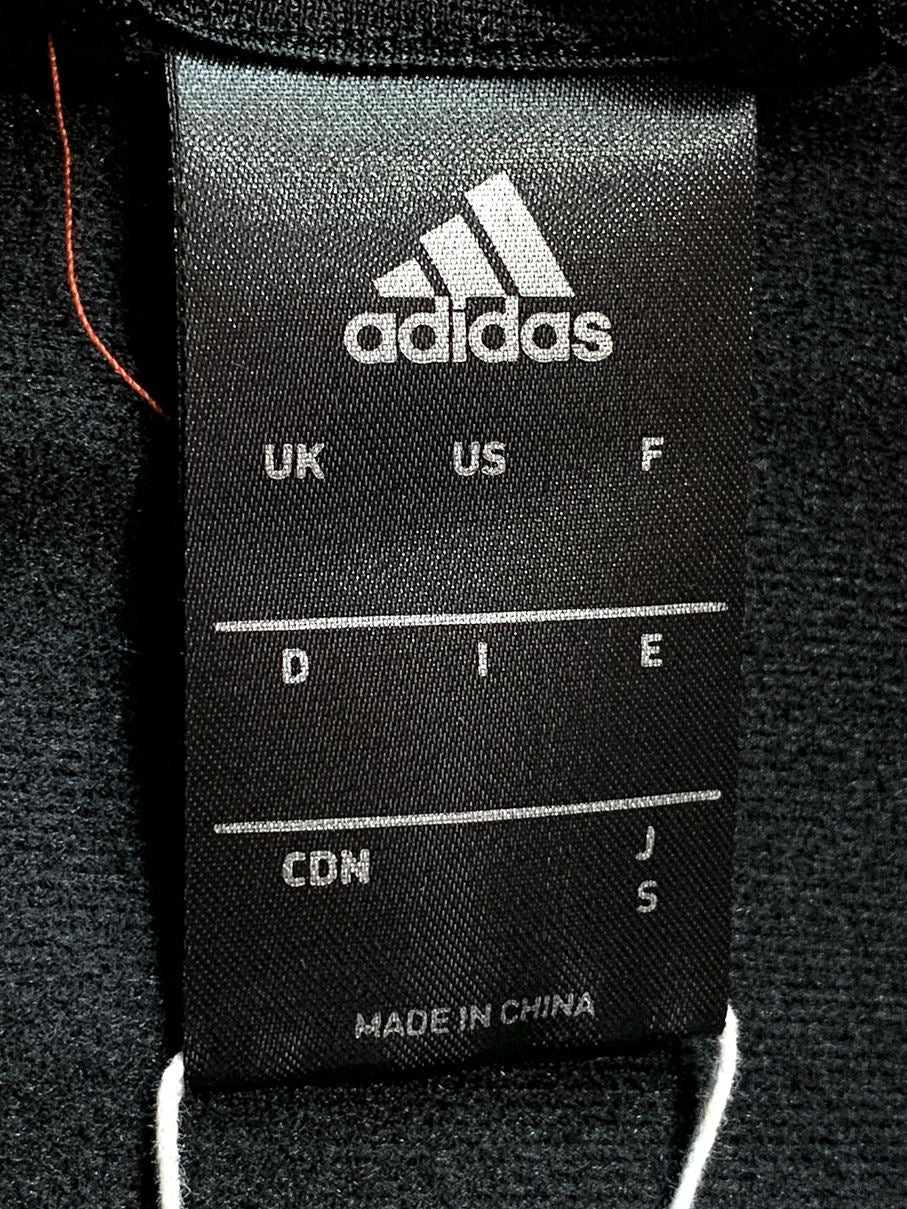 adidas
UK US F
D I E
CDN J
S
MADE IN CHINA